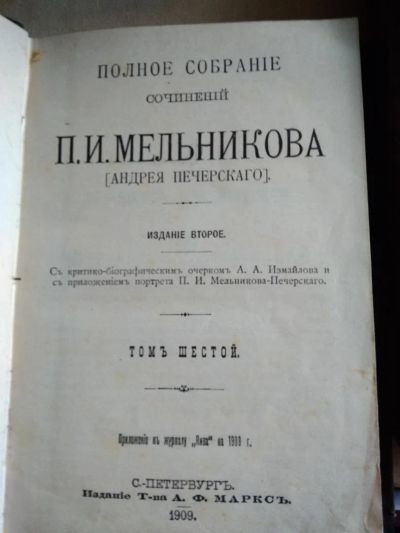 ПОЛНОЕ СОБРАНІЕ
СОЧИНЕНІЙ
П. И. МЕЛЬНИКОВА
[АНДРЕЯ ПЕЧЕРСКАГО].
ИЗДАНІЕ ВТОРОЕ.
Съ критико-біографическимъ очеркомъ А. А. Измайлова и
съ приложеніемъ портрета П. И. Мельникова-Печерскаго.
ТОМЪ ШЕСТОЙ.
Приложеніе къ журналу „Нива" на 1909 г.
С.-ПЕТЕРБУРГЪ.
Изданіе Т-ва А. Ф. МАРКСЪ.
1909.